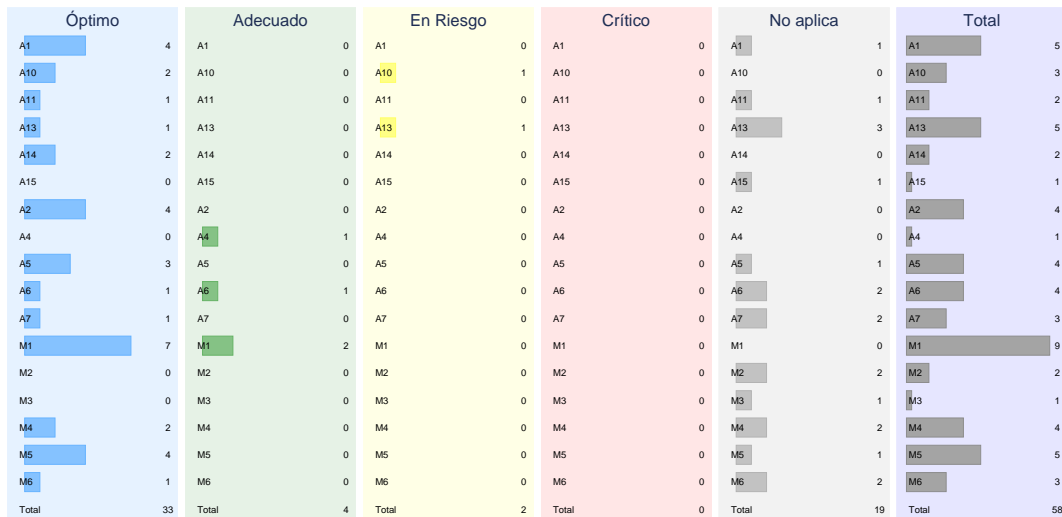 Óptimo Adecuado En Riesgo Crítico No aplica Total
A1 4 A1 0 A1 0 A1 0 A1 1 A1 5
A10 2 A10 0 A10 1 A10 0 A10 0 A10 3
A11 1 A11 0 A11 0 A11 0 A11 1 A11 2
A13 1 A13 0 A13 1 A13 0 A13 3 A13 5
A14 2 A14 0 A14 0 A14 0 A14 0 A14 2
A15 0 A15 0 A15 0 A15 0 A15 1 A15 1
A2 4 A2 0 A2 0 A2 0 A2 0 A2 4
A4 0 A4 1 A4 0 A4 0 A4 0 A4 1
A5 3 A5 0 A5 0 A5 0 A5 1 A5 4
A6 1 A6 1 A6 0 A6 0 A6 2 A6 4
A7 1 A7 0 A7 0 A7 0 A7 2 A7 3
M1 7 M1 2 M1 0 M1 0 M1 0 M1 9
M2 0 M2 0 M2 0 M2 0 M2 2 M2 2
M3 0 M3 0 M3 0 M3 0 M3 1 M3 1
M4 2 M4 0 M4 0 M4 0 M4 2 M4 4
M5 4 M5 0 M5 0 M5 0 M5 1 M5 5
M6 1 M6 0 M6 0 M6 0 M6 2 M6 3
Total 33 Total 4 Total 2 Total 0 Total 19 Total 58